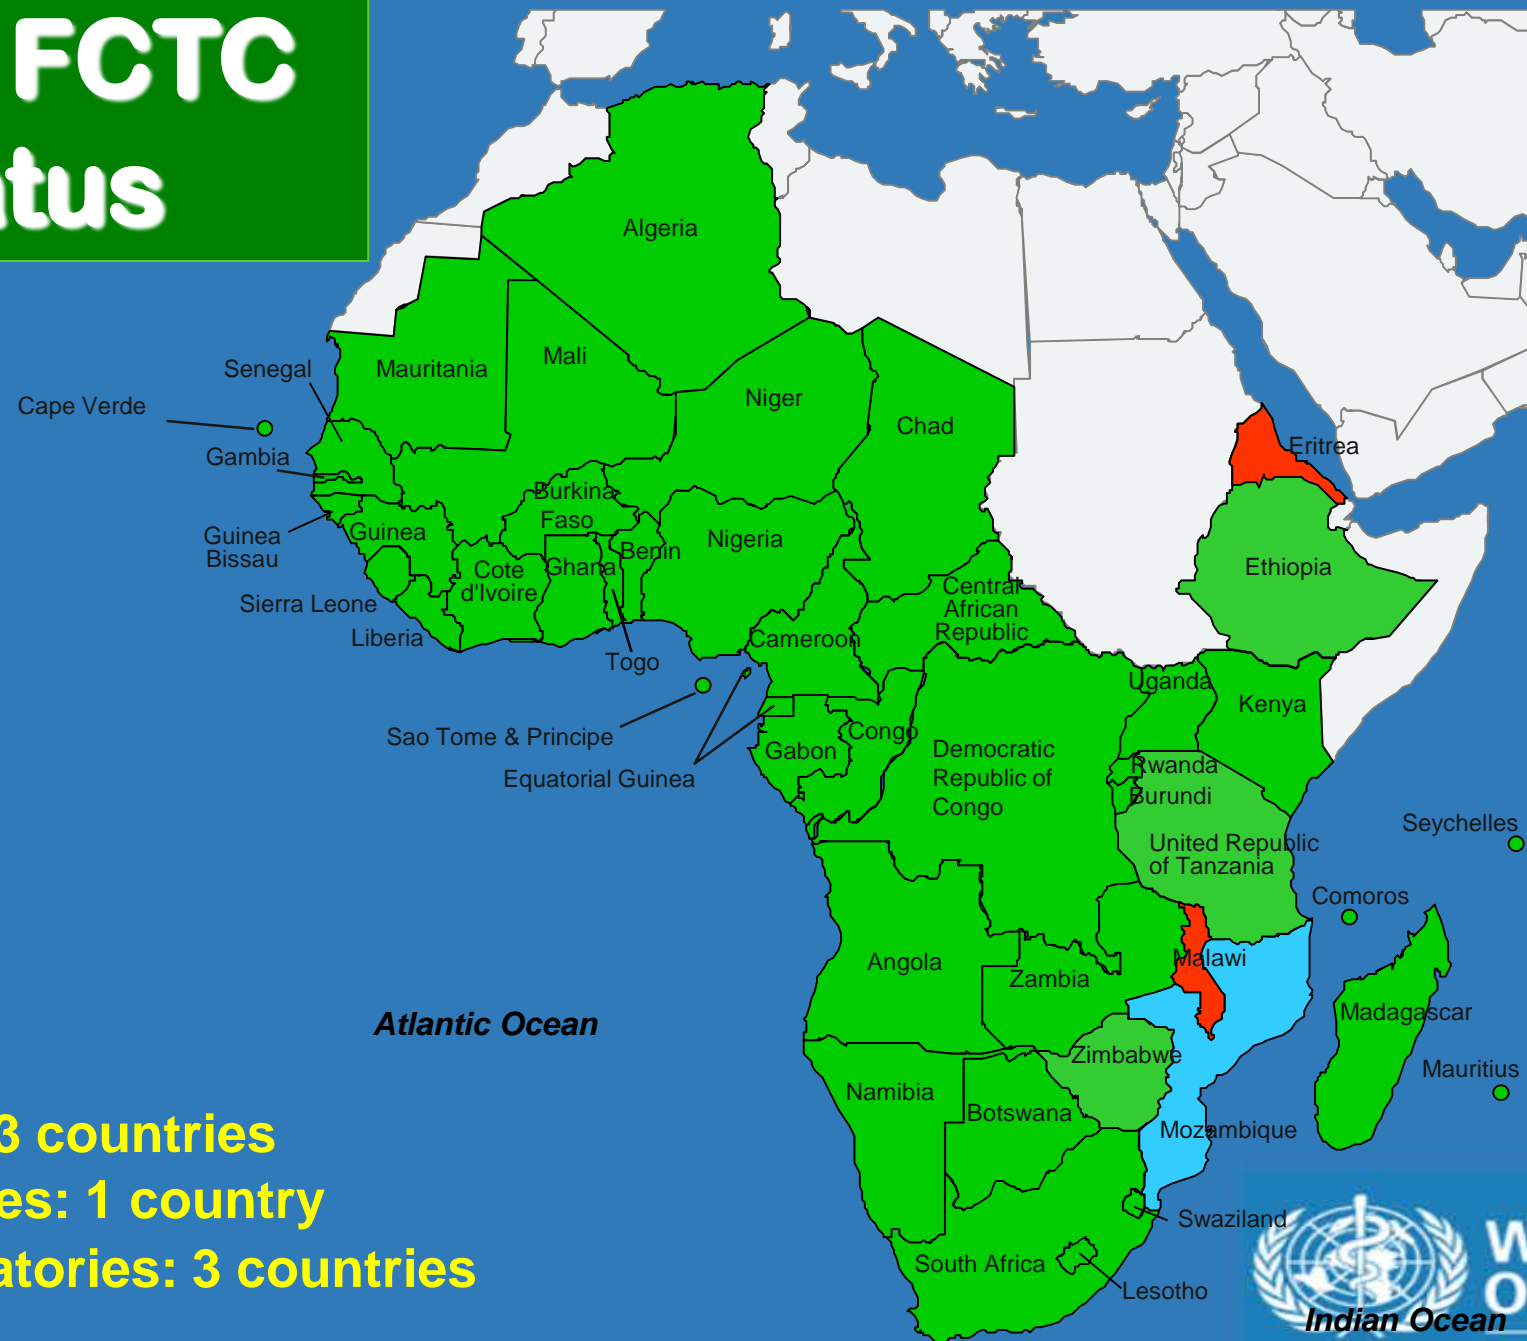 FCTC
atus
Algeria
Senegal
Mauritania
Mali
Cape Verde
Niger
Chad
Gambia
Eritrea
Burkina
Faso
Guinea
Bissau
Guinea
Nigeria
Benin
Cote
d'Ivoire
Ghana
Ethiopia
Central
African
Republic
Sierra Leone
Liberia
Togo
Cameroon
Uganda
Kenya
Sao Tome & Principe
Equatorial Guinea
Gabon
Congo
Democratic
Republic of
Congo
Rwanda
Burundi
United Republic
of Tanzania
Seychelles
Comoros
Angola
Zambia
Malawi
Madagascar
Atlantic Ocean
Zimbabwe
Mauritius
Namibia
Botswana
Mozambique
3 countries
es: 1 country
atories: 3 countries
Swaziland
South Africa
Lesotho
W
O
Indian Ocean